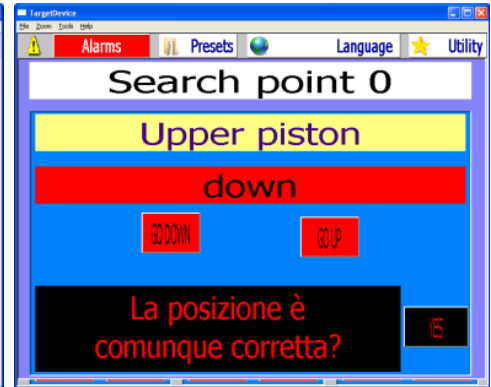 TargetDevice
File Zoom Tools Help
Alarms Presets Language Utility
Search point 0
Upper piston
down
GO DOWN GO UP
La posizione è
comunque corretta?
YES